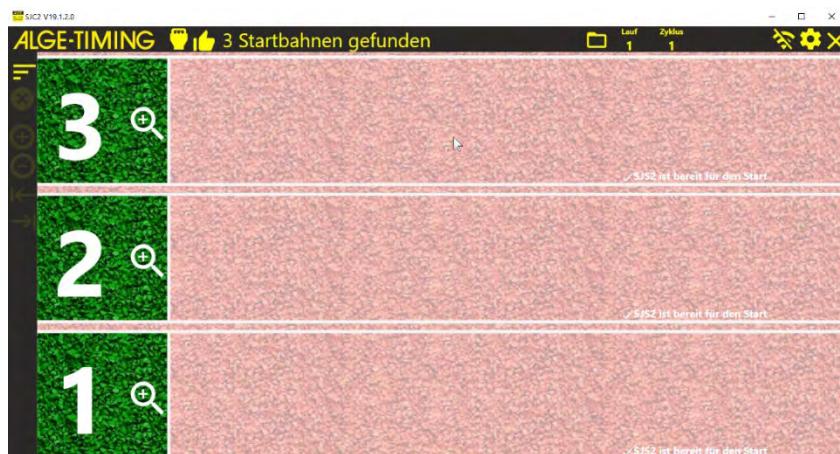 SJC2 V19.1.2.0
ALGE-TIMING
3 Startbahnen gefunden
Lauf
1
Zyklus
1
3
SJS2 ist bereit für den Start
2
SJS2 ist bereit für den Start
1
SJS2 ist bereit für den Start